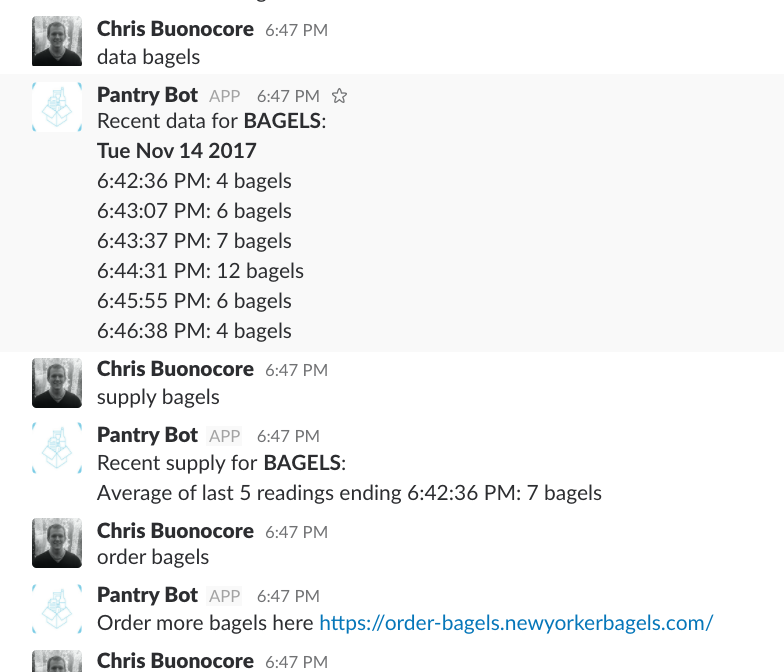 Chris Buonocore 6:47 PM
data bagels
Pantry Bot APP 6:47 PM
Recent data for BAGELS:
Tue Nov 14 2017
6:42:36 PM: 4 bagels
6:43:07 PM: 6 bagels
6:43:37 PM: 7 bagels
6:44:31 PM: 12 bagels
6:45:55 PM: 6 bagels
6:46:38 PM: 4 bagels
Chris Buonocore 6:47 PM
supply bagels
Pantry Bot APP 6:47 PM
Recent supply for BAGELS:
Average of last 5 readings ending 6:42:36 PM: 7 bagels
Chris Buonocore 6:47 PM
order bagels
Pantry Bot APP 6:47 PM
Order more bagels here https://order-bagels.newyorkerbagels.com/
Chris Buonocore 6:47 PM